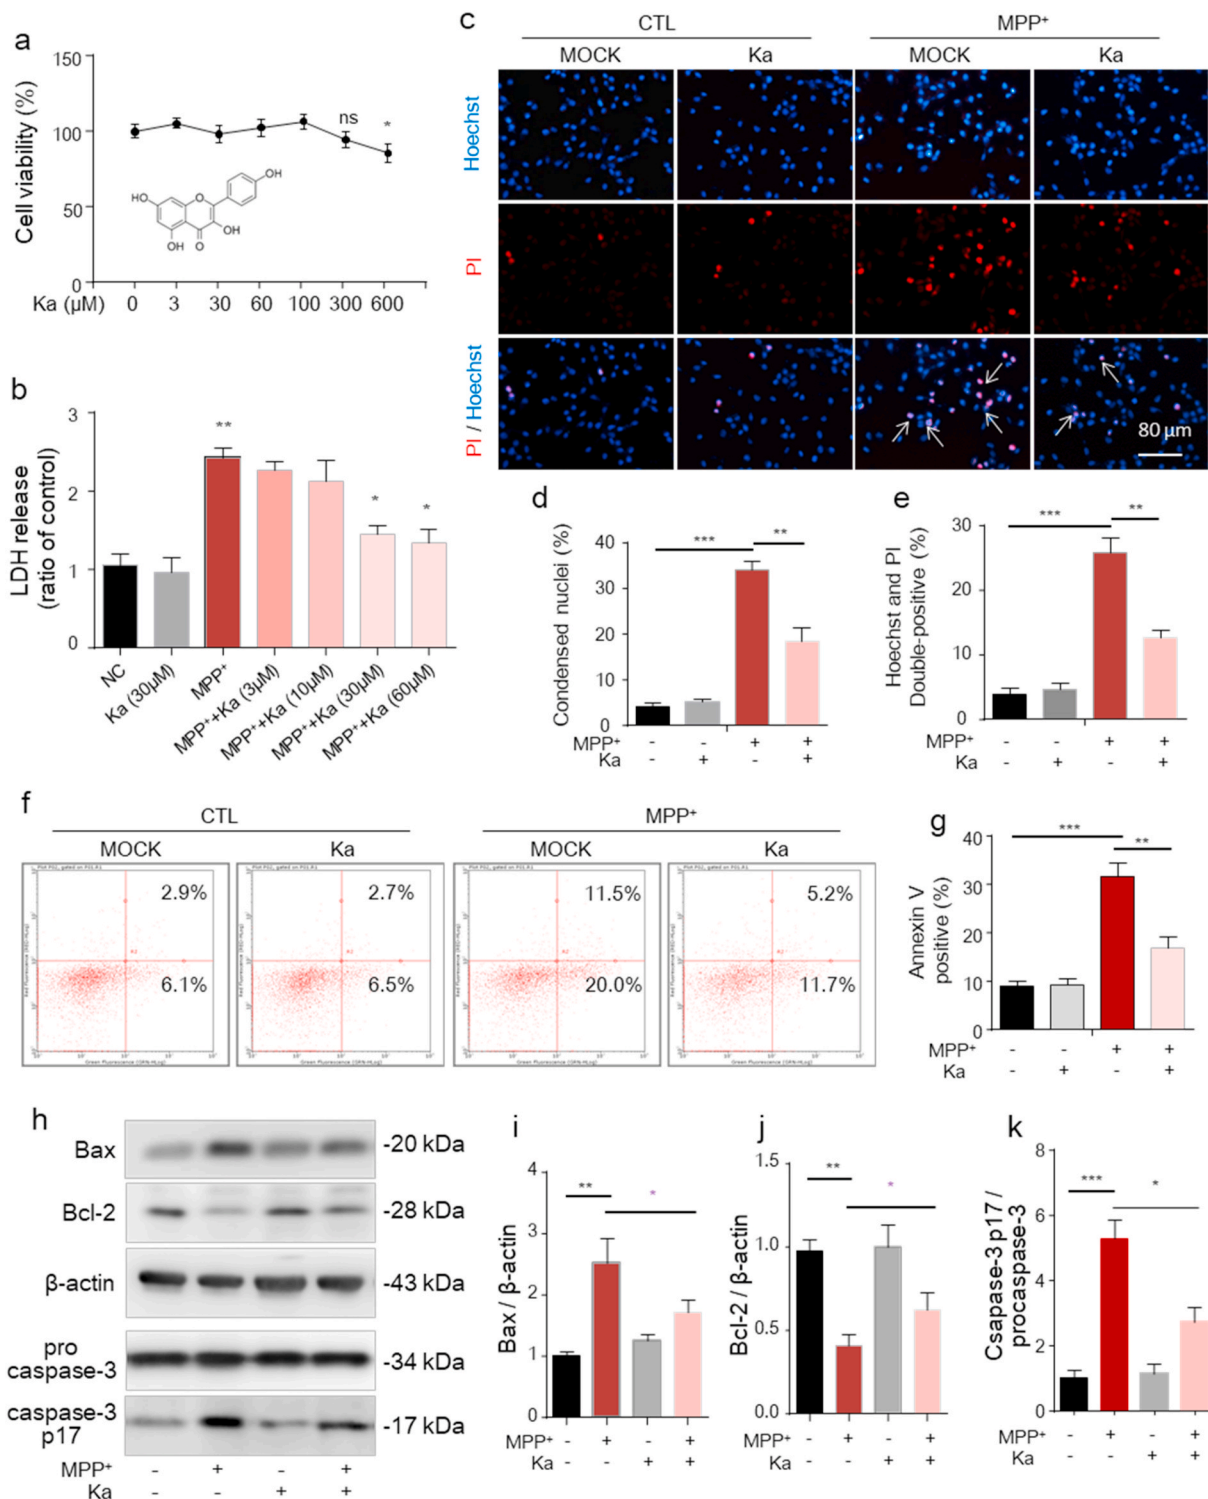 a
150
100
50
0
Cell viability (%)
ns
*
HO
OH
O
OH
OH
O
Ka (μM) 0 3 30 60 100 300 600
b
3
2
1
0
LDH release
(ratio of control)
**
*
*
NC
Ka (30μM)
MPP⁺
MPP⁺+Ka (3μM)
MPP⁺+Ka (10μM)
MPP⁺+Ka (30μM)
MPP⁺+Ka (60μM)
c
CTL MPP⁺
MOCK Ka MOCK Ka
Hoechst
PI
PI / Hoechst
80 μm
d
Condensed nuclei (%)
40
30
20
10
0
*** **
MPP⁺ - - + +
Ka - + - +
e
Hoechst and PI
Double-positive (%)
30
20
10
0
*** **
MPP⁺ - - + +
Ka - + - +
f
CTL MPP⁺
MOCK Ka MOCK Ka
2.9% 2.7% 11.5% 5.2%
6.1% 6.5% 20.0% 11.7%
g
Annexin V
positive (%)
40
30
20
10
0
*** **
MPP⁺ - - + +
Ka - + - +
h
Bax -20 kDa
Bcl-2 -28 kDa
β-actin -43 kDa
pro
caspase-3 -34 kDa
caspase-3
p17 -17 kDa
MPP⁺ - + - +
Ka - - + +
i
Bax / β-actin
4
3
2
1
0
** *
MPP⁺ - + - +
Ka - - + +
j
Bcl-2 / β-actin
1.5
1.0
0.5
0.0
** *
MPP⁺ - + - +
Ka - - + +
k
Csapase-3 p17 /
procaspase-3
8
6
4
2
0
*** *
MPP⁺ - + - +
Ka - - + +